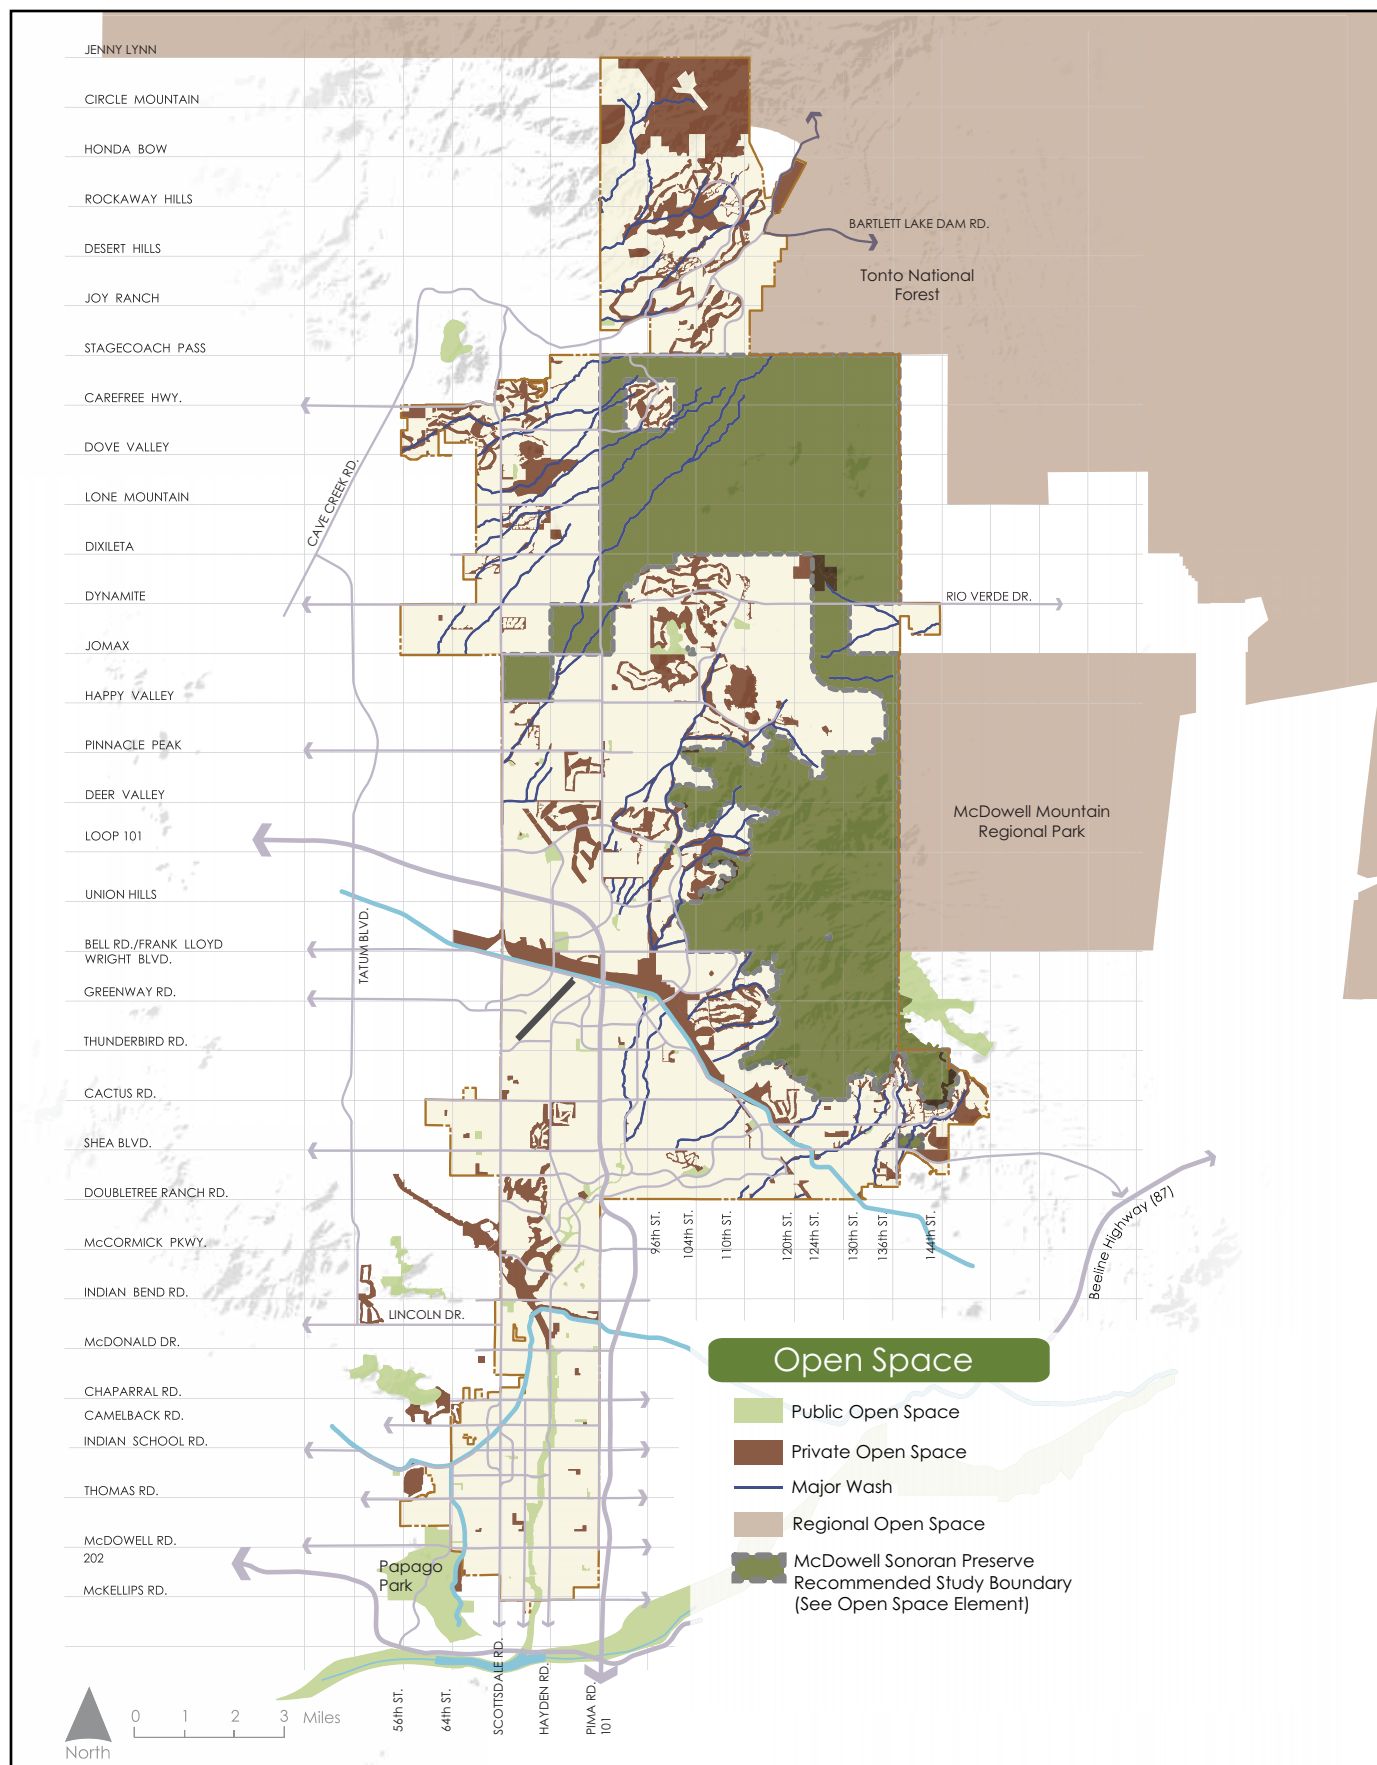 JENNY LYNN
CIRCLE MOUNTAIN
HONDA BOW
ROCKAWAY HILLS
BARTLETT LAKE DAM RD.
DESERT HILLS
Tonto National
Forest
JOY RANCH
STAGECOACH PASS
CAREFREE HWY.
DOVE VALLEY
CAVE CREEK RD.
LONE MOUNTAIN
DIXILETA
DYNAMITE
RIO VERDE DR.
JOMAX
HAPPY VALLEY
PINNACLE PEAK
DEER VALLEY
McDowell Mountain
Regional Park
LOOP 101
UNION HILLS
TATUM BLVD.
BELL RD./FRANK LLOYD
WRIGHT BLVD.
GREENWAY RD.
THUNDERBIRD RD.
CACTUS RD.
SHEA BLVD.
DOUBLETREE RANCH RD.
96th ST.
104th ST.
110th ST.
120th ST.
124th ST.
130th ST.
136th ST.
144th ST.
Beeline Highway (87)
McCORMICK PKWY.
INDIAN BEND RD.
LINCOLN DR.
McDONALD DR.
Open Space
CHAPARRAL RD.
Public Open Space
CAMELBACK RD.
INDIAN SCHOOL RD.
Private Open Space
Major Wash
THOMAS RD.
Regional Open Space
McDOWELL RD.
202
Papago
Park
McDowell Sonoran Preserve
Recommended Study Boundary
(See Open Space Element)
McKELLIPS RD.
56th ST.
64th ST.
SCOTTSDALE RD.
HAYDEN RD.
PIMA RD.
101
0 1 2 3 Miles
North